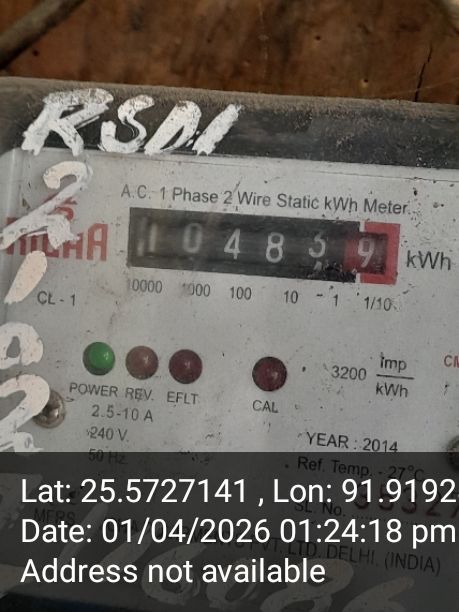 RSDI
A.C. 1 Phase 2 Wire Static kWh Meter
1 0 4 8 5 9 kWh
10000 1000 100 10 1 1/10
CL - 1
3200 imp/kWh
POWER REV. EFLT CAL
2.5-10 A
240 V.
50 Hz
YEAR : 2014
Ref. Temp. - 27°C
SL. No.
Lat: 25.5727141 , Lon: 91.9192
Date: 01/04/2026 01:24:18 pm
PVT. LTD. DELHI. (INDIA)
Address not available